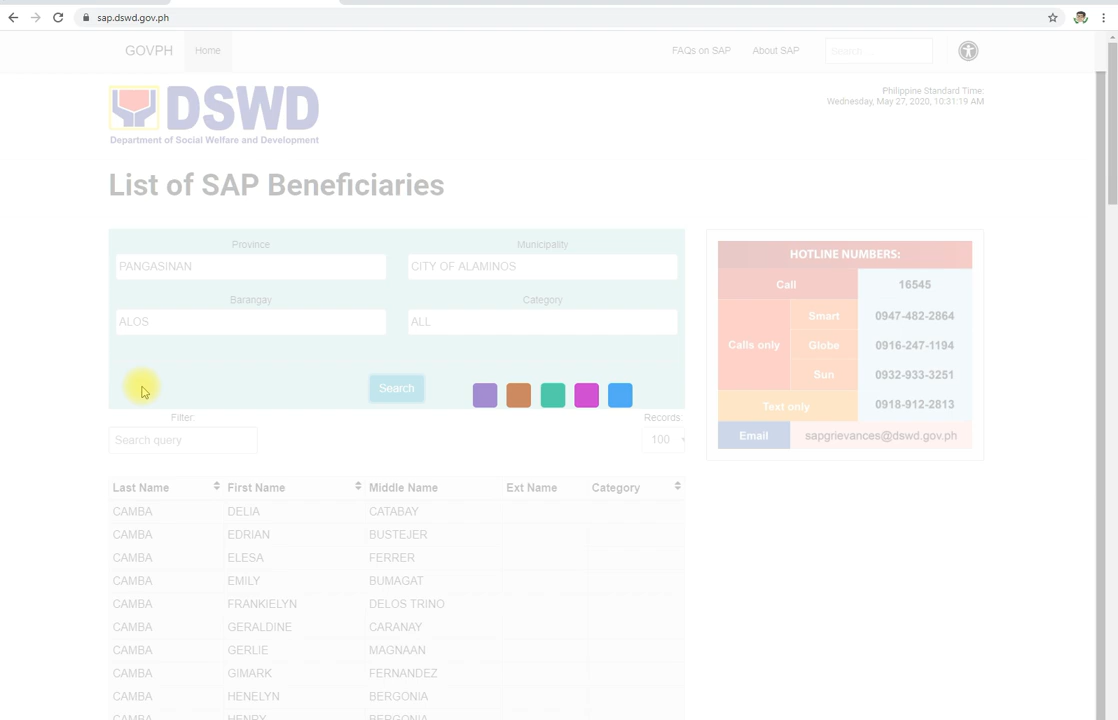 sap.dswd.gov.ph
GOVPH Home FAQs on SAP About SAP Search...
DSWD
Department of Social Welfare and Development
Philippine Standard Time:
Wednesday, May 27, 2020, 10:31:19 AM
List of SAP Beneficiaries
Province Municipality
PANGASINAN CITY OF ALAMINOS
Barangay Category
ALOS ALL
Search
HOTLINE NUMBERS:
Call 16545
Calls only Smart 0947-482-2864
Globe 0916-247-1194
Sun 0932-933-3251
Text only 0918-912-2813
Email sapgrievances@dswd.gov.ph
Filter: Records:
Search query 100
Last Name First Name Middle Name Ext Name Category
CAMBA DELIA CATABAY
CAMBA EDRIAN BUSTEJER
CAMBA ELESA FERRER
CAMBA EMILY BUMAGAT
CAMBA FRANKIELYN DELOS TRINO
CAMBA GERALDINE CARANAY
CAMBA GERLIE MAGNAAN
CAMBA GIMARK FERNANDEZ
CAMBA HENELYN BERGONIA
CAMBA HENRY BERGONIA